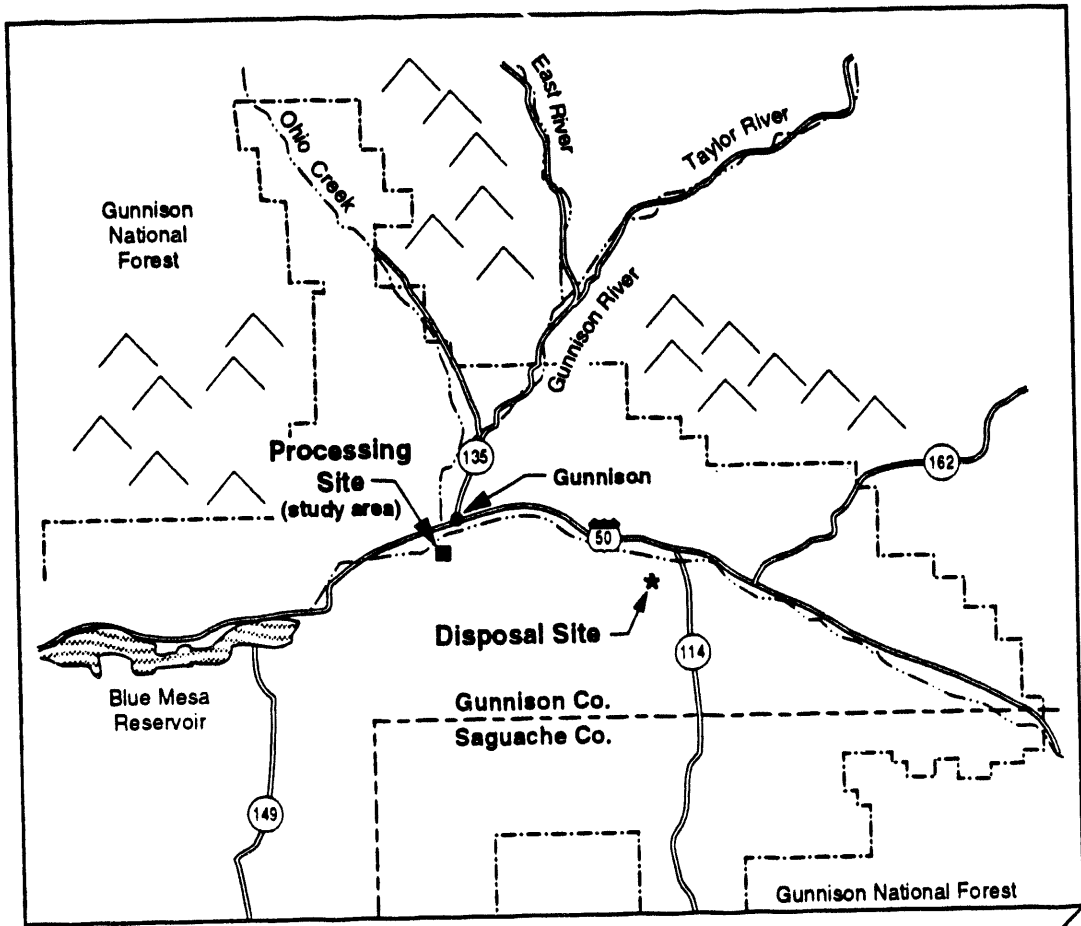 East River
Taylor River
Ohio
Creek
Gunnison
National
Forest
Gunnison River
Processing
Site
(study area)
135
Gunnison
162
50
Disposal Site
114
Blue Mesa
Reservoir
Gunnison Co.
Saguache Co.
149
Gunnison National Forest